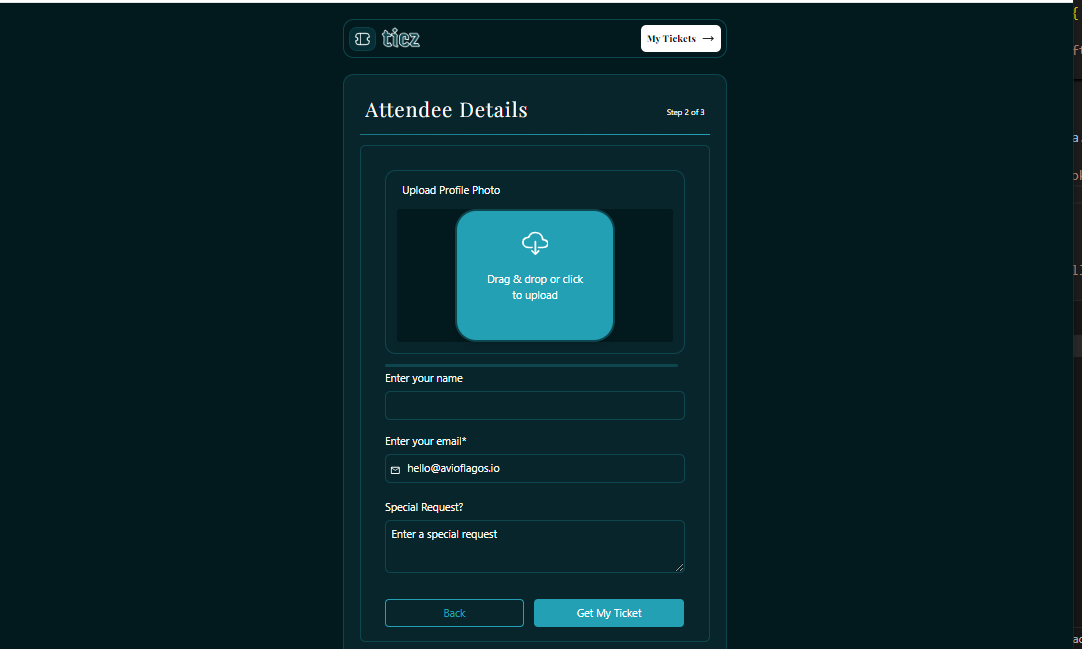 ticz
My Tickets →
Attendee Details
Step 2 of 3
Upload Profile Photo
Drag & drop or click
to upload
Enter your name
Enter your email*
hello@avioflagos.io
Special Request?
Enter a special request
Back
Get My Ticket